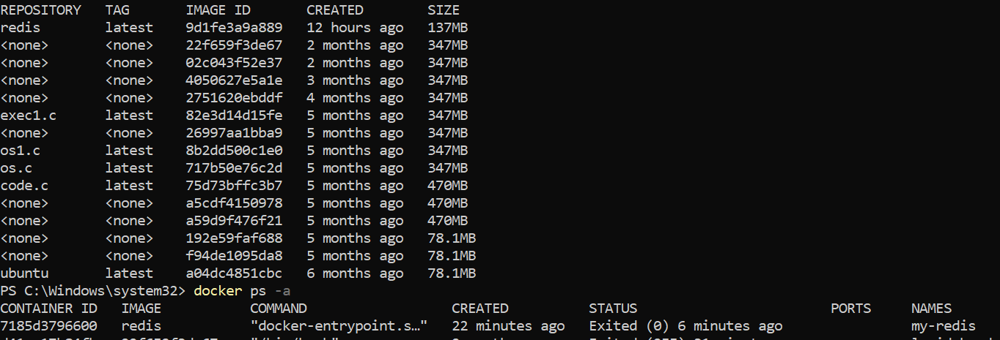 REPOSITORY TAG IMAGE ID CREATED SIZE
redis latest 9d1fe3a9a889 12 hours ago 137MB
<none> <none> 22f659f3de67 2 months ago 347MB
<none> <none> 02c043f52e37 2 months ago 347MB
<none> <none> 4050627e5a1e 3 months ago 347MB
<none> <none> 2751620ebddf 4 months ago 347MB
exec1.c latest 82e3d14d15fe 5 months ago 347MB
<none> <none> 26997aa1bba9 5 months ago 347MB
os1.c latest 8b2dd500c1e0 5 months ago 347MB
os.c latest 717b50e76c2d 5 months ago 347MB
code.c latest 75d73bffc3b7 5 months ago 470MB
<none> <none> a5cdf4150978 5 months ago 470MB
<none> <none> a59d9f476f21 5 months ago 470MB
<none> <none> 192e59faf688 5 months ago 78.1MB
<none> <none> f94de1095da8 5 months ago 78.1MB
ubuntu latest a04dc4851cbc 6 months ago 78.1MB
PS C:\Windows\system32> docker ps -a
CONTAINER ID IMAGE COMMAND CREATED STATUS PORTS NAMES
7185d3796600 redis "docker-entrypoint.s…" 22 minutes ago Exited (0) 6 minutes ago my-redis